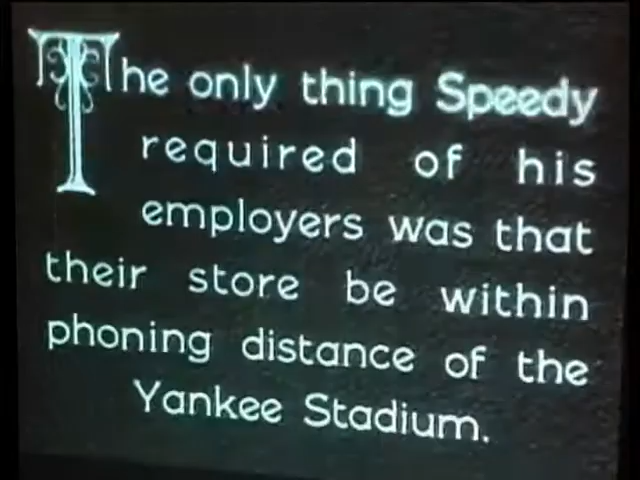 The only thing Speedy
required of his
employers was that
their store be within
phoning distance of the
Yankee Stadium.